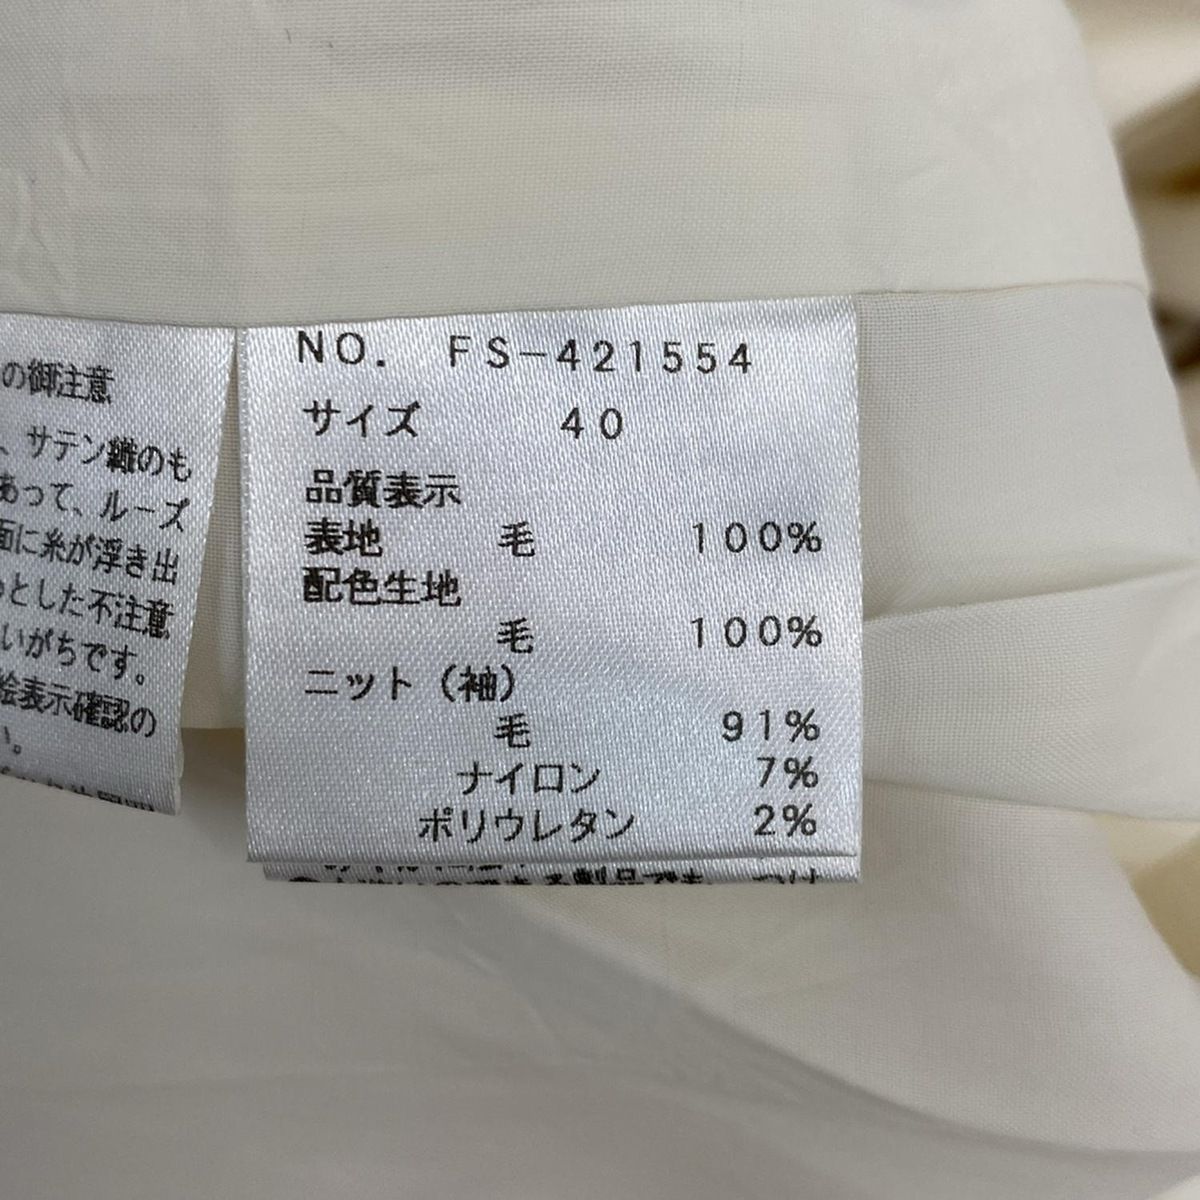 の御注意
、サテン織のも
あって、ルーズ
面に糸が浮き出
っとした不注意
いがちです。
絵表示確認の
い。
NO. FS-421554
サイズ 40
品質表示
表地 毛 100%
配色生地
毛 100%
ニット（袖）
毛 91%
ナイロン 7%
ポリウレタン 2%